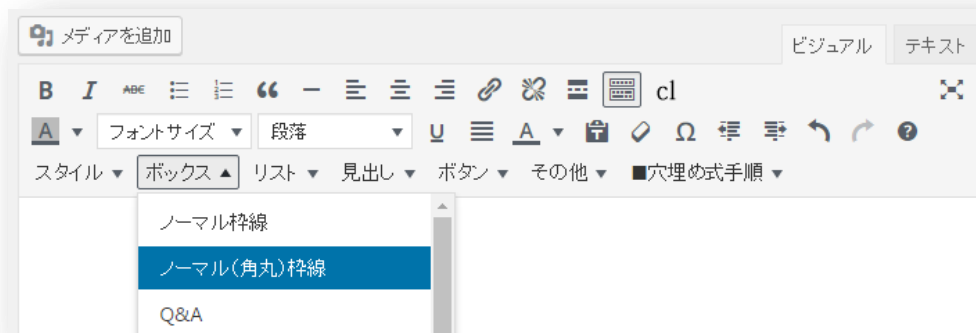 メディアを追加
ビジュアル テキスト
B I ABE “ cl
A フォントサイズ 段落 U A T Ω ?
スタイル ボックス リスト 見出し ボタン その他 ■穴埋め式手順
ノーマル枠線
ノーマル(角丸)枠線
Q&A